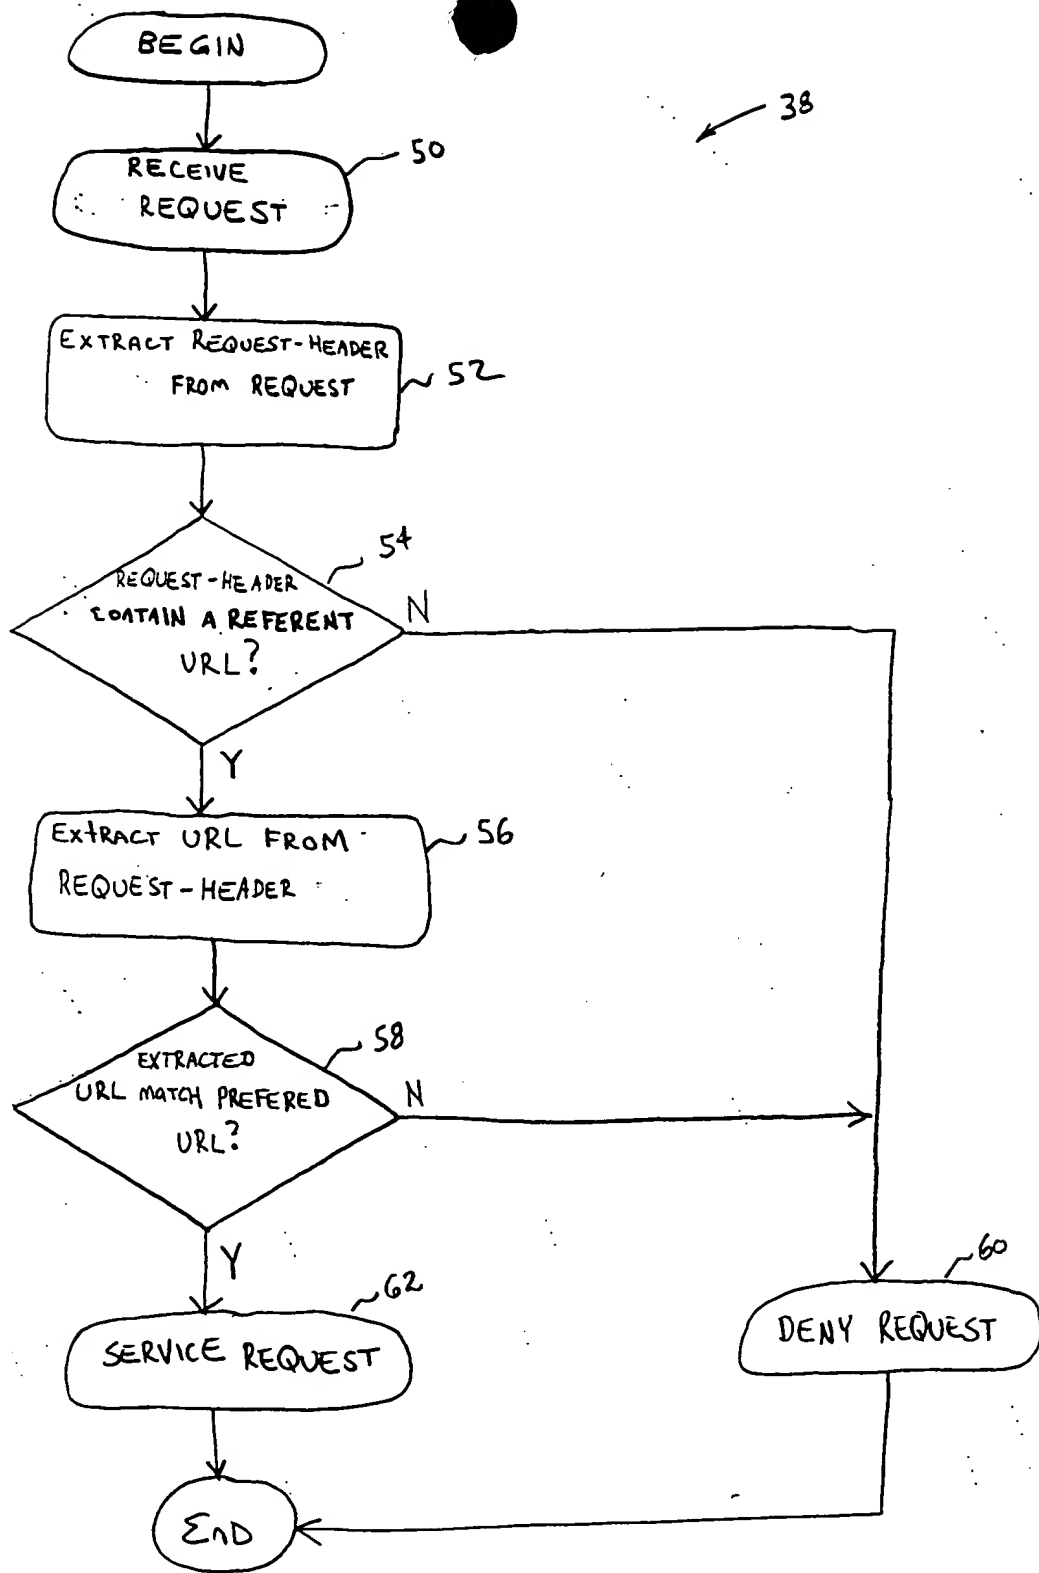 BEGIN
38
RECEIVE
REQUEST
50
EXTRACT REQUEST-HEADER
FROM REQUEST
52
54
REQUEST-HEADER
CONTAIN A REFERENT
URL?
N
Y
EXTRACT URL FROM
REQUEST-HEADER
56
58
EXTRACTED
URL MATCH PREFERED
URL?
N
Y
62
SERVICE REQUEST
60
DENY REQUEST
END